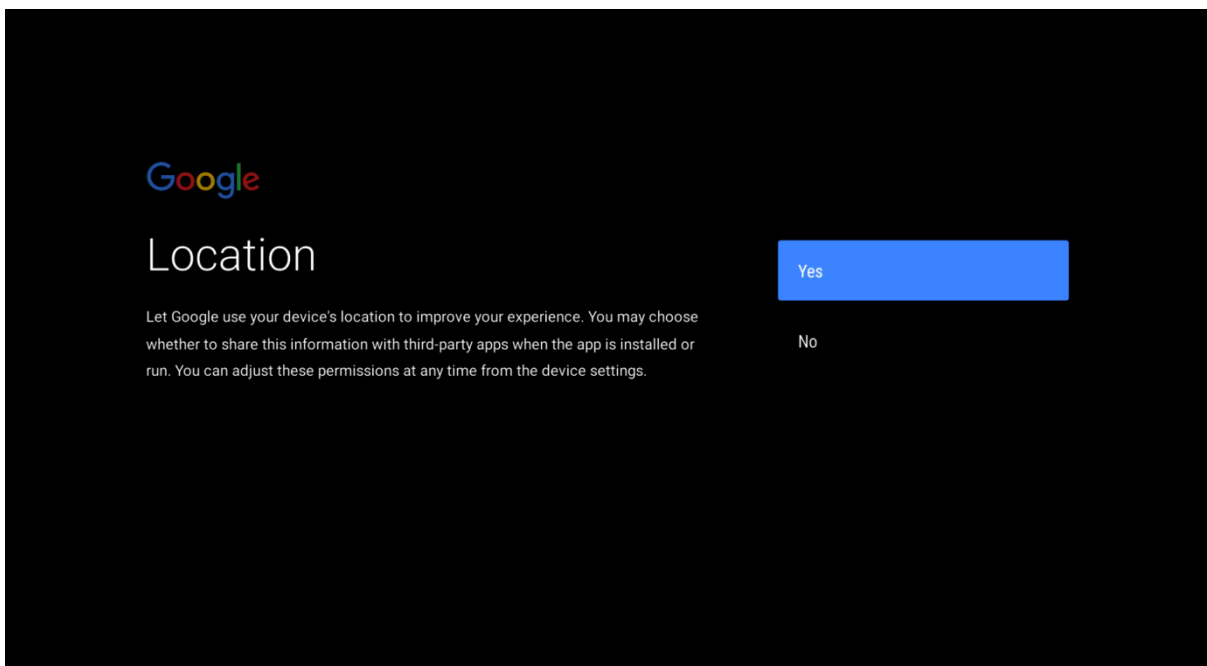 Google
Location
Let Google use your device's location to improve your experience. You may choose
whether to share this information with third-party apps when the app is installed or
run. You can adjust these permissions at any time from the device settings.
Yes
No